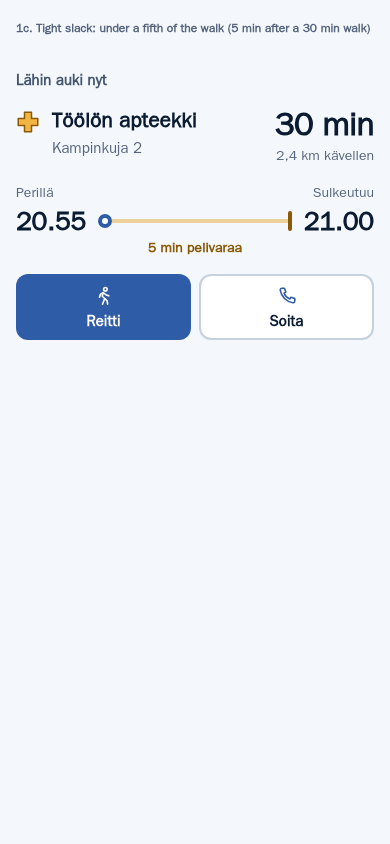 1c. Tight slack: under a fifth of the walk (5 min after a 30 min walk)
Lähin auki nyt
Töölön apteekki
30 min
Kampinkuja 2
2,4 km kävellen
Perillä
Sulkeutuu
20.55
21.00
5 min pelivaraa
Reitti
Soita